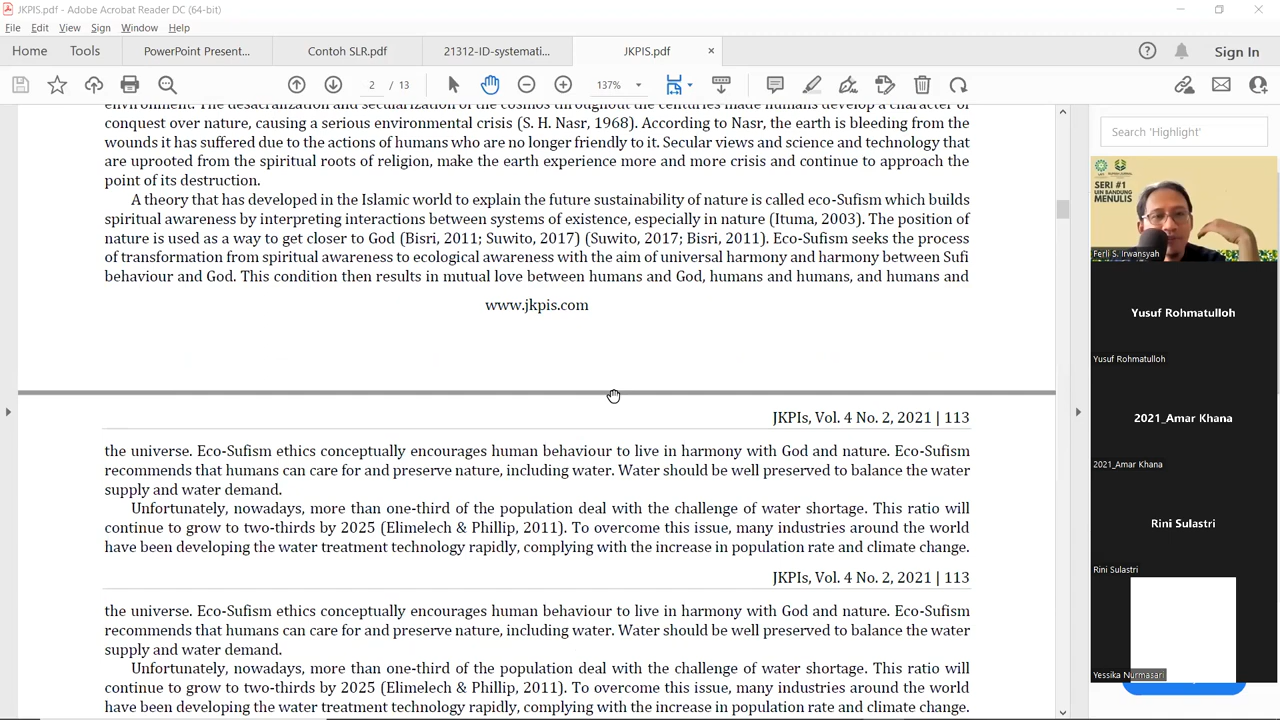 JKPIS.pdf - Adobe Acrobat Reader DC (64-bit)
File Edit View Sign Window Help
Home Tools PowerPoint Present... Contoh SLR.pdf 21312-ID-systemati... JKPIS.pdf × Sign In
2 / 13 137%
conquest over nature, causing a serious environmental crisis (S. H. Nasr, 1968). According to Nasr, the earth is bleeding from the
wounds it has suffered due to the actions of humans who are no longer friendly to it. Secular views and science and technology that
are uprooted from the spiritual roots of religion, make the earth experience more and more crisis and continue to approach the
point of its destruction.
A theory that has developed in the Islamic world to explain the future sustainability of nature is called eco-Sufism which builds
spiritual awareness by interpreting interactions between systems of existence, especially in nature (Ituma, 2003). The position of
nature is used as a way to get closer to God (Bisri, 2011; Suwito, 2017) (Suwito, 2017; Bisri, 2011). Eco-Sufism seeks the process
of transformation from spiritual awareness to ecological awareness with the aim of universal harmony and harmony between Sufi
behaviour and God. This condition then results in mutual love between humans and God, humans and humans, and humans and
www.jkpis.com
JKPIs, Vol. 4 No. 2, 2021 | 113
the universe. Eco-Sufism ethics conceptually encourages human behaviour to live in harmony with God and nature. Eco-Sufism
recommends that humans can care for and preserve nature, including water. Water should be well preserved to balance the water
supply and water demand.
Unfortunately, nowadays, more than one-third of the population deal with the challenge of water shortage. This ratio will
continue to grow to two-thirds by 2025 (Elimelech & Phillip, 2011). To overcome this issue, many industries around the world
have been developing the water treatment technology rapidly, complying with the increase in population rate and climate change.
JKPIs, Vol. 4 No. 2, 2021 | 113
the universe. Eco-Sufism ethics conceptually encourages human behaviour to live in harmony with God and nature. Eco-Sufism
recommends that humans can care for and preserve nature, including water. Water should be well preserved to balance the water
supply and water demand.
Unfortunately, nowadays, more than one-third of the population deal with the challenge of water shortage. This ratio will
continue to grow to two-thirds by 2025 (Elimelech & Phillip, 2011). To overcome this issue, many industries around the world
have been developing the water treatment technology rapidly, complying with the increase in population rate and climate change.
Search 'Highlight'
SERI #1
UIN BANDUNG
MENULIS
Ferli S. Irwansyah
Yusuf Rohmatulloh
Yusuf Rohmatulloh
2021_Amar Khana
2021_Amar Khana
Rini Sulastri
Rini Sulastri
Yessika Nurmasari